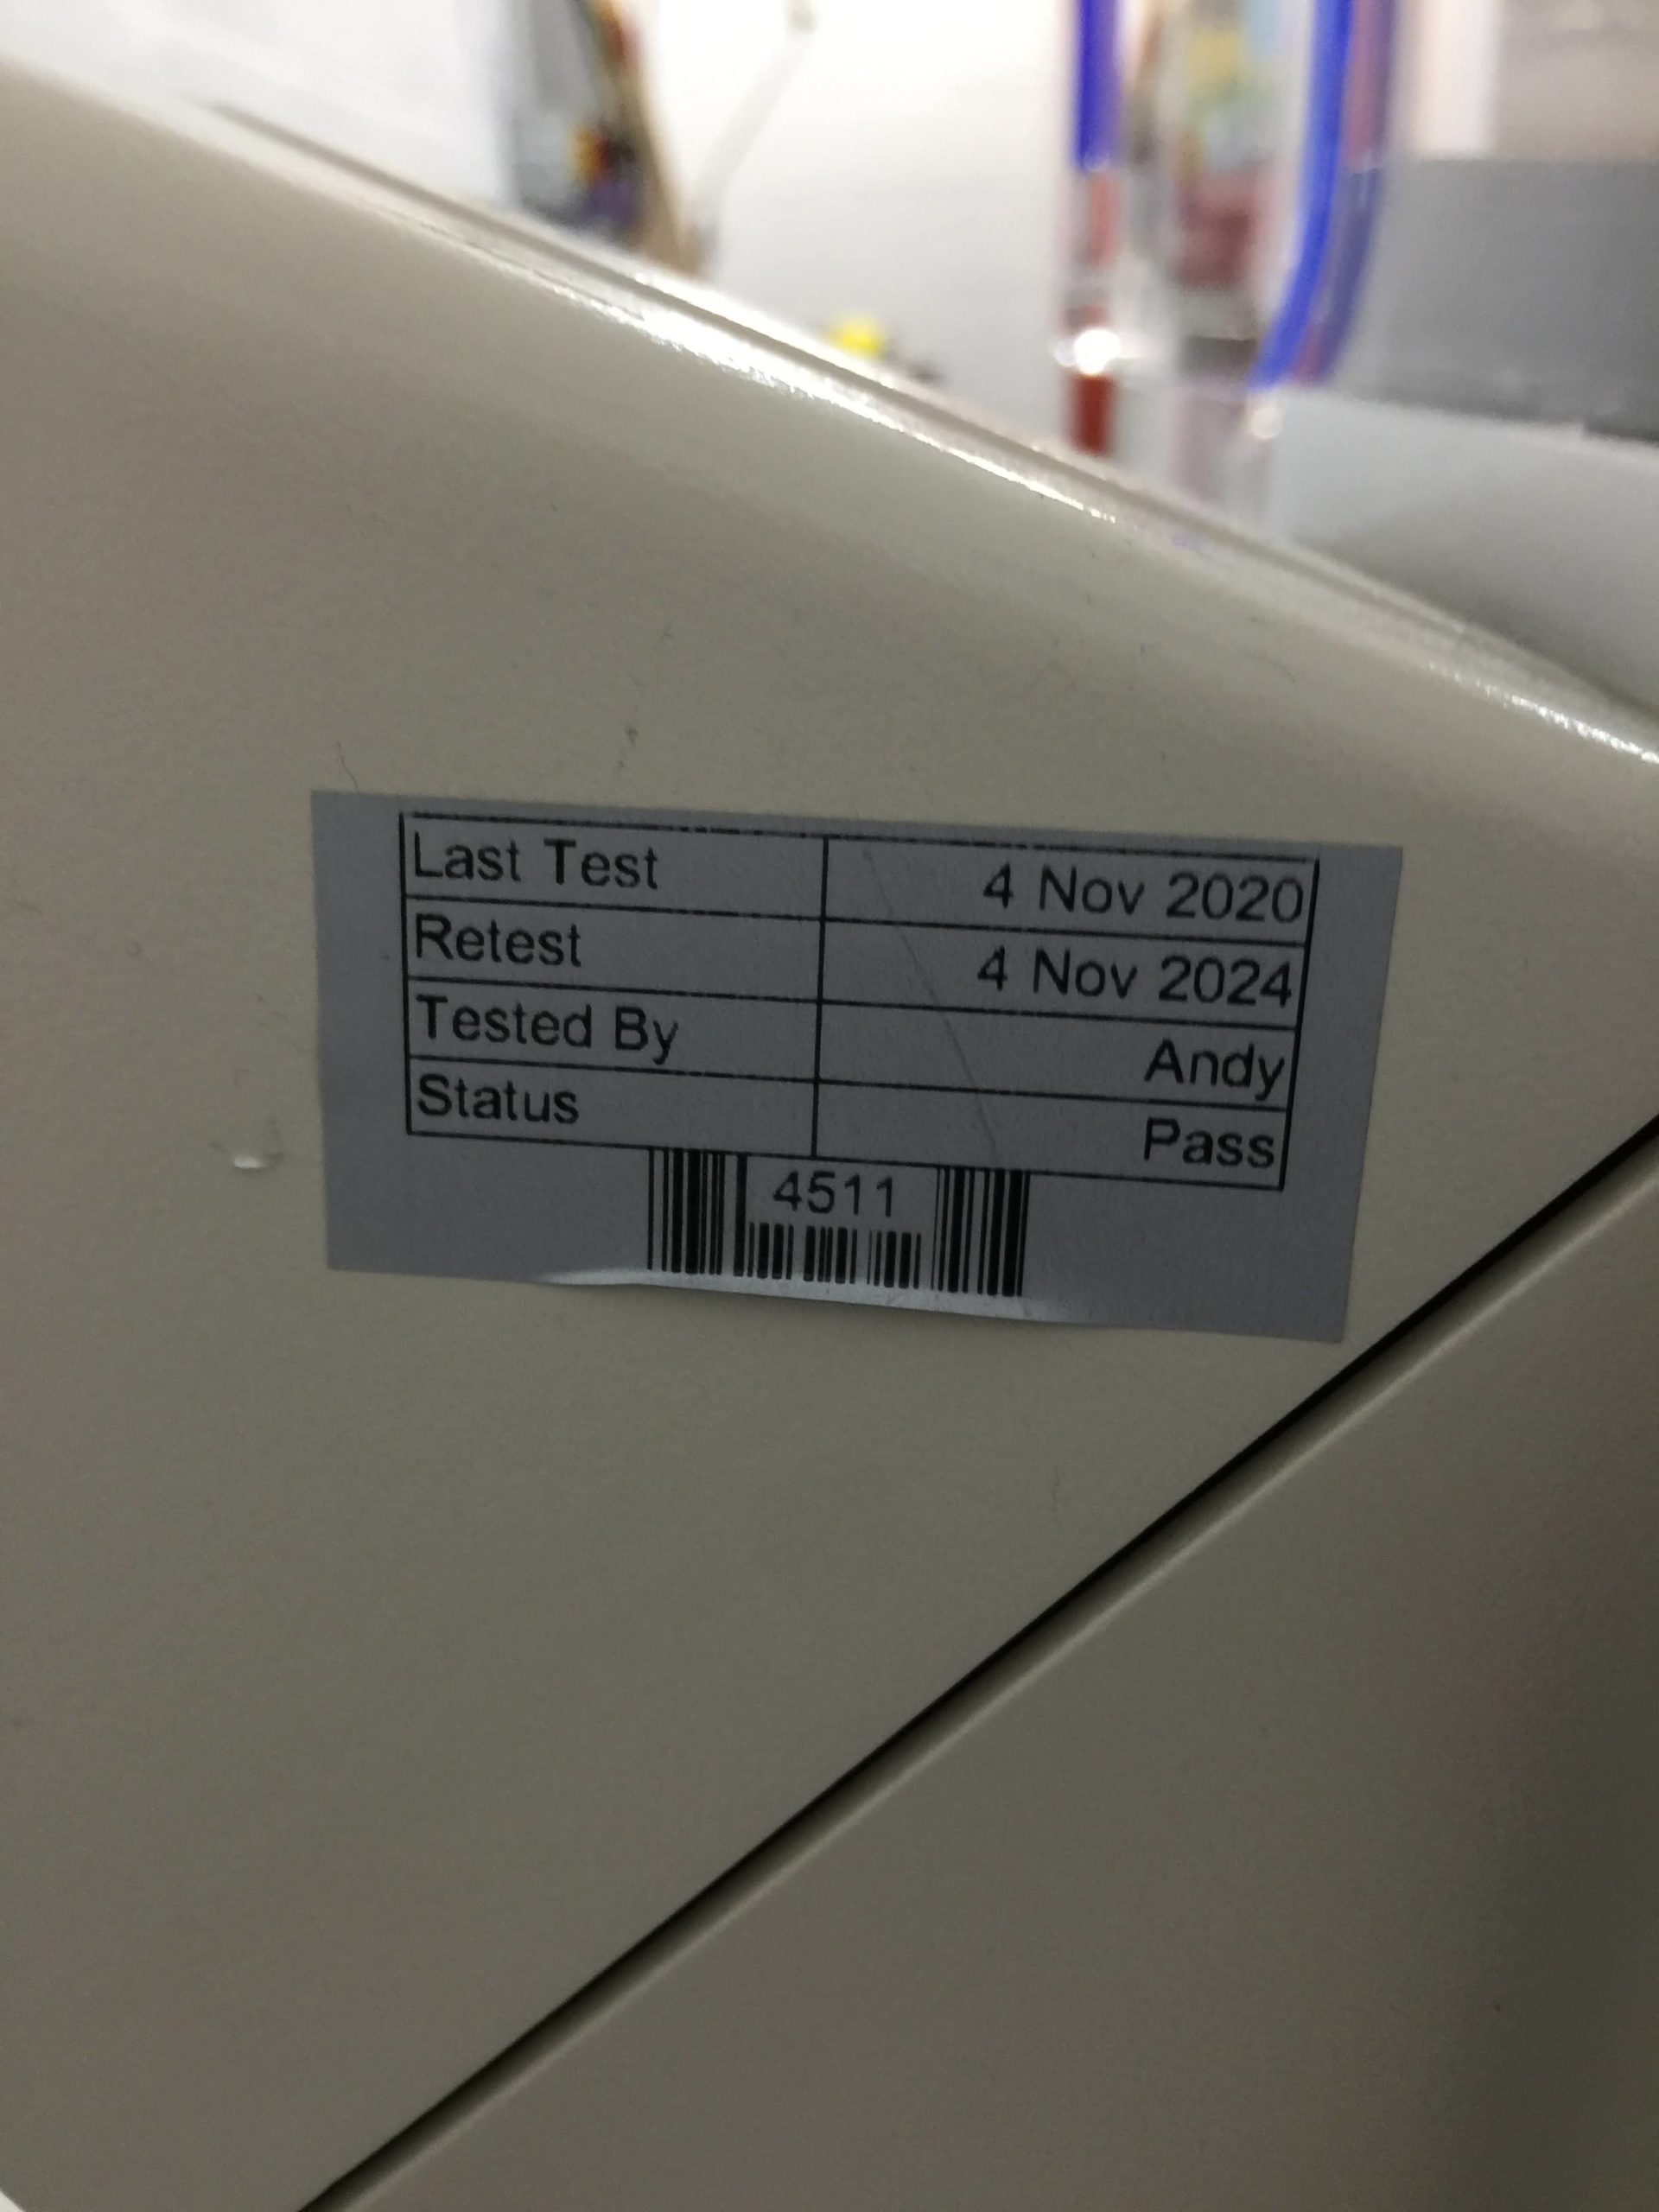 Last Test 4 Nov 2020
Retest 4 Nov 2024
Tested By Andy
Status Pass
4511